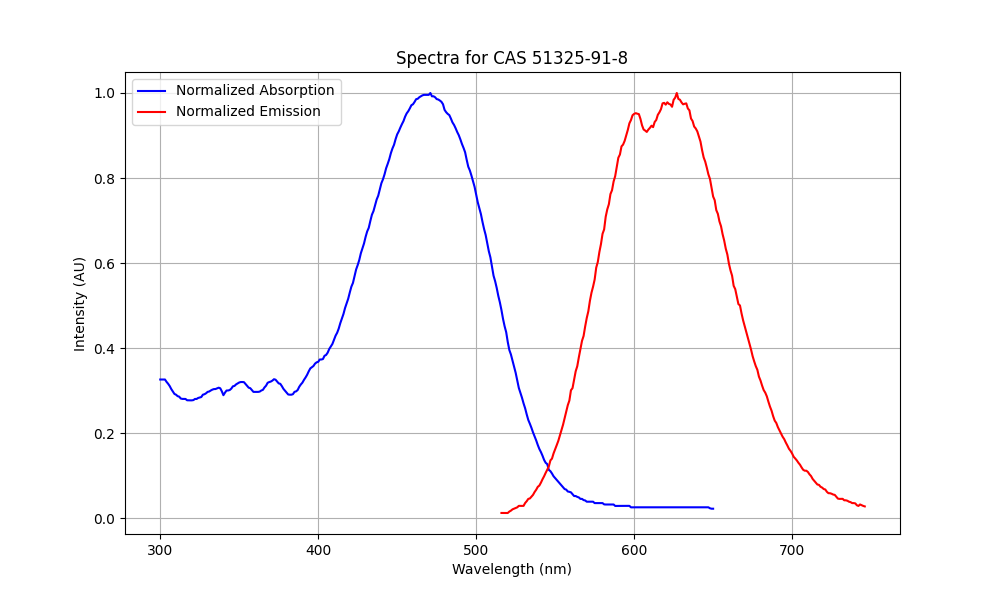 Spectra for CAS 51325-91-8
Normalized Absorption
Normalized Emission
1.0
0.8
0.6
0.4
0.2
0.0
Intensity (AU)
300 400 500 600 700
Wavelength (nm)